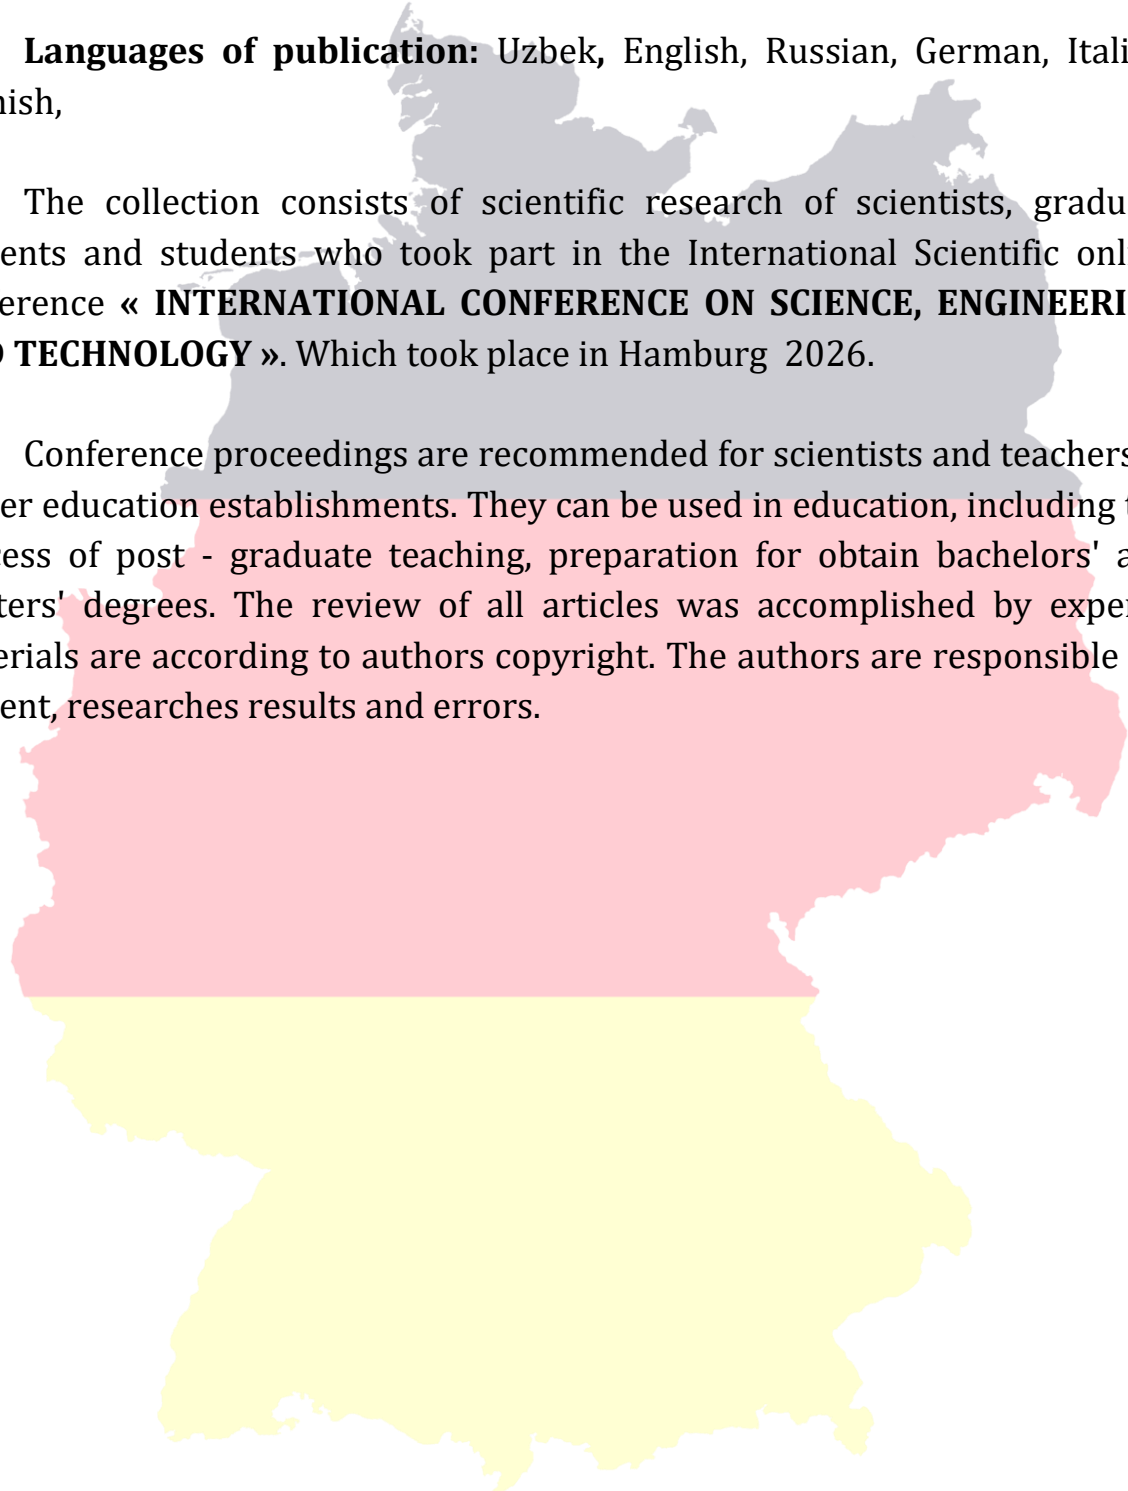 Languages of publication: Uzbek, English, Russian, German, Itali
nish,
The collection consists of scientific research of scientists, gradu
ents and students who took part in the International Scientific onl
erence « INTERNATIONAL CONFERENCE ON SCIENCE, ENGINEERI
TECHNOLOGY ». Which took place in Hamburg 2026.
Conference proceedings are recommended for scientists and teachers
er education establishments. They can be used in education, including t
cess of post - graduate teaching, preparation for obtain bachelors' a
ters' degrees. The review of all articles was accomplished by exper
erials are according to authors copyright. The authors are responsible
ent, researches results and errors.